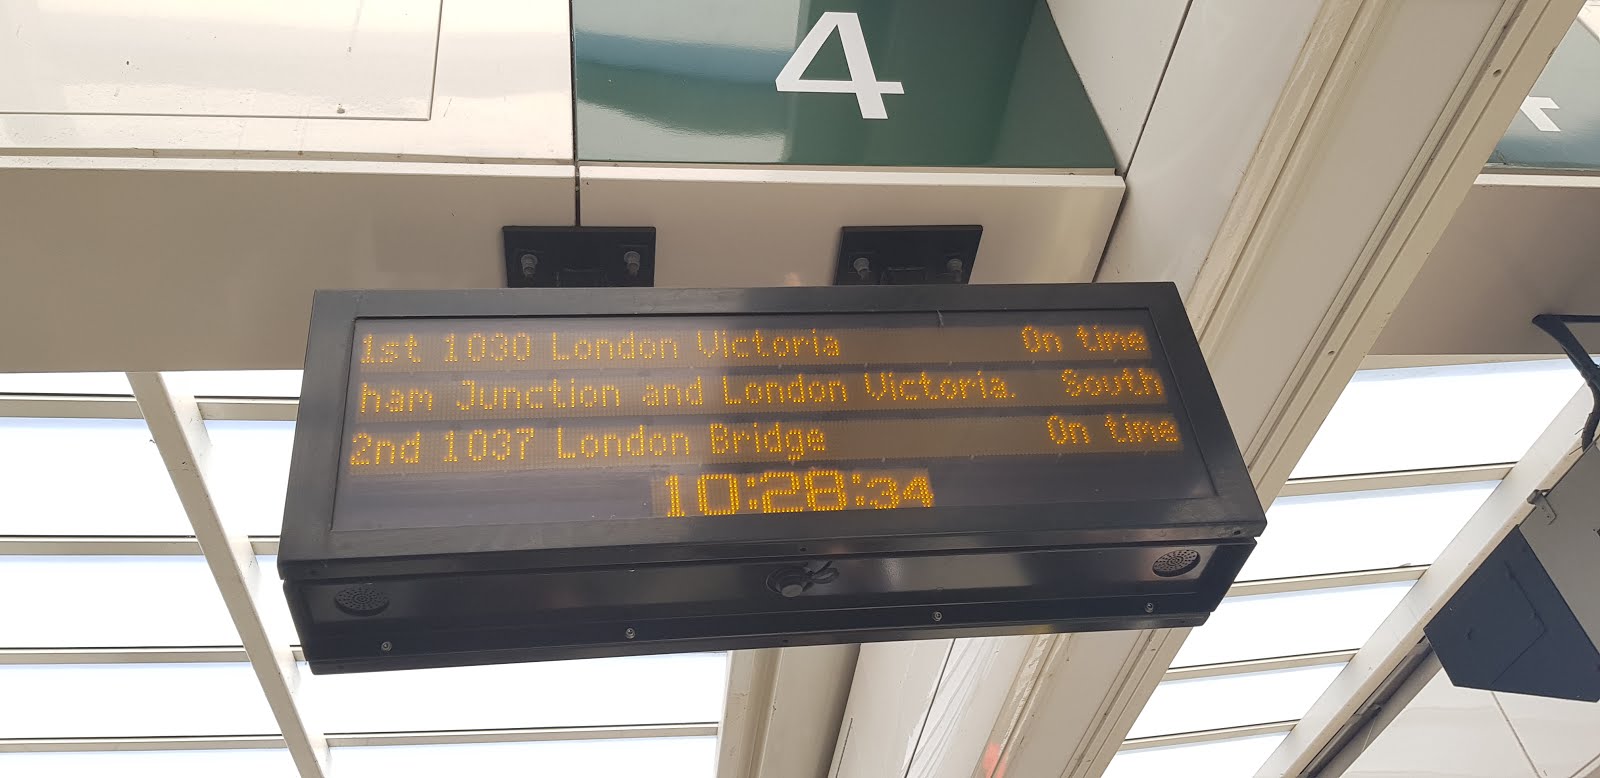 4
1st 1030 London Victoria On time
ham Junction and London Victoria. South
2nd 1037 London Bridge On time
10:28:34